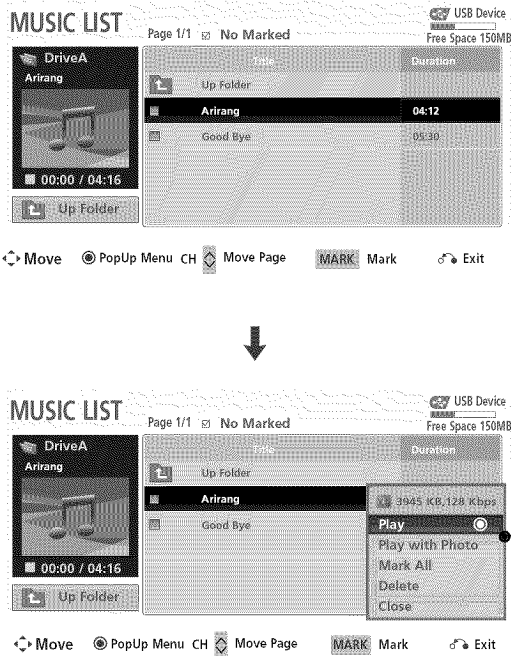 MUSIC LIST
Page 1/1 No Marked
USB Device
Free Space 150MB
DriveA
Arirang
00:00 / 04:16
Up Folder
Title Duration
Up Folder
Arirang 04:12
Good Bye 05:30
Move PopUp Menu CH Move Page MARK Mark Exit
MUSIC LIST
Page 1/1 No Marked
USB Device
Free Space 150MB
DriveA
Arirang
00:00 / 04:16
Up Folder
Title Duration
Up Folder
Arirang
Good Bye
3945 KB,128 Kbps
Play
Play with Photo
Mark All
Delete
Close
Move PopUp Menu CH Move Page MARK Mark Exit